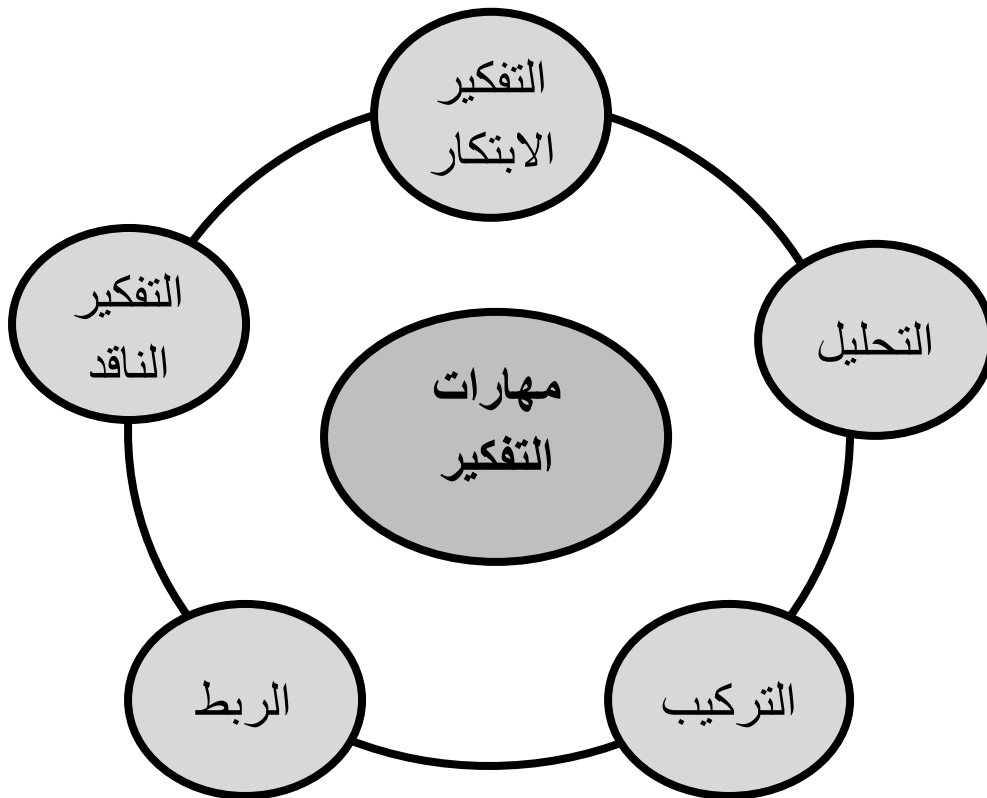 التفكير
الابتكار
التفكير
الناقد
التحليل
مهارات
التفكير
الربط
التركيب